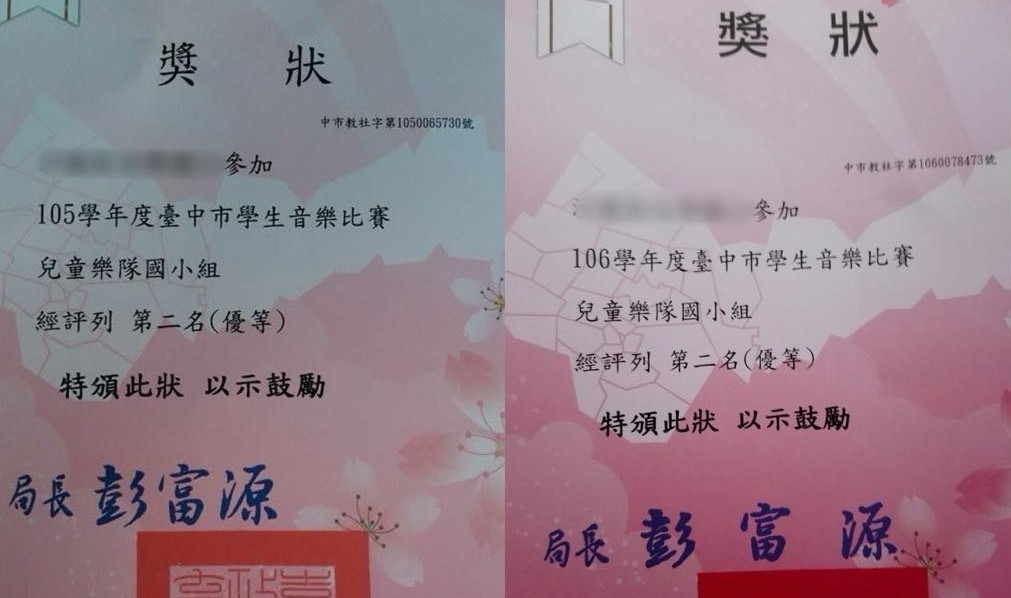 獎狀
中市教社字第1050065730號
參加
105學年度臺中市學生音樂比賽
兒童樂隊國小組
經評列 第二名(優等)
特頒此狀 以示鼓勵
局長 彭富源
獎狀
中市教社字第1060078473號
參加
106學年度臺中市學生音樂比賽
兒童樂隊國小組
經評列 第二名(優等)
特頒此狀 以示鼓勵
局長 彭富源